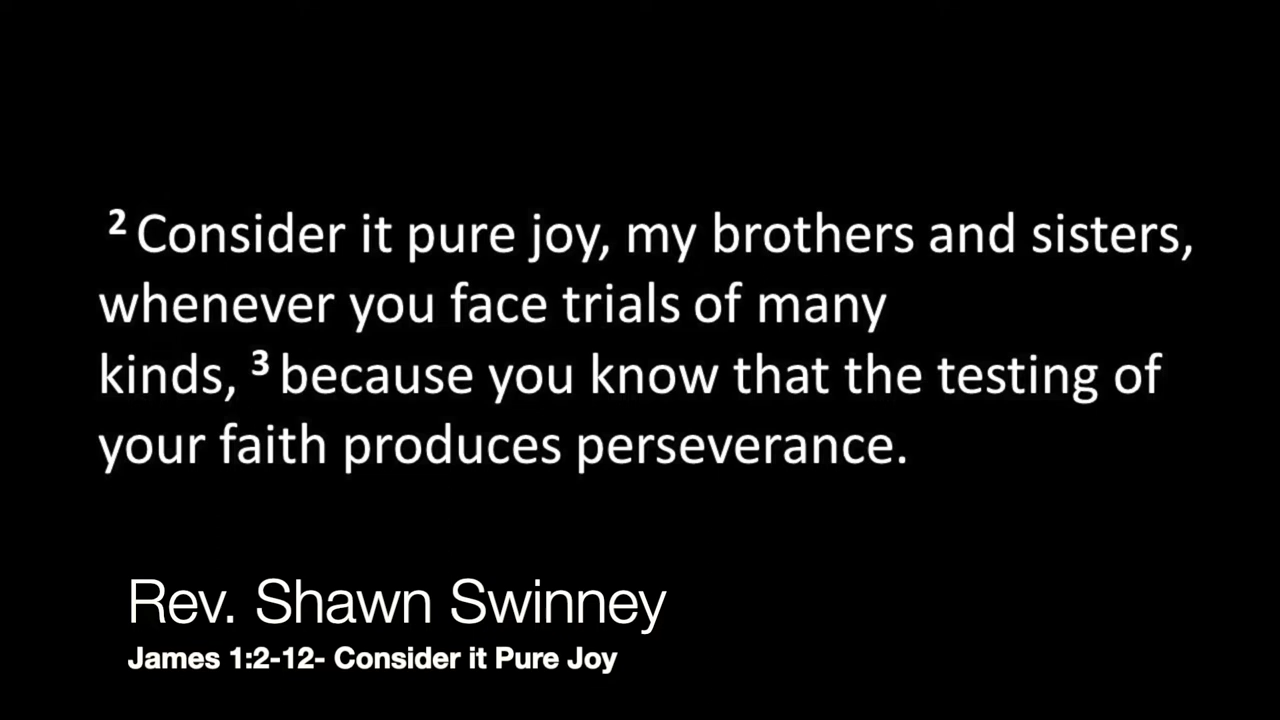 ² Consider it pure joy, my brothers and sisters,
whenever you face trials of many
kinds, ³ because you know that the testing of
your faith produces perseverance.
Rev. Shawn Swinney
James 1:2-12- Consider it Pure Joy